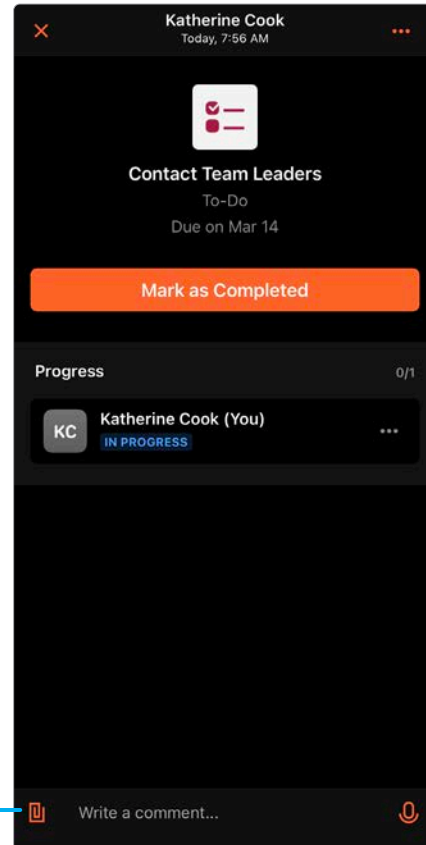 Katherine Cook
Today, 7:56 AM
Contact Team Leaders
To-Do
Due on Mar 14
Mark as Completed
Progress 0/1
KC
Katherine Cook (You)
IN PROGRESS
Write a comment...